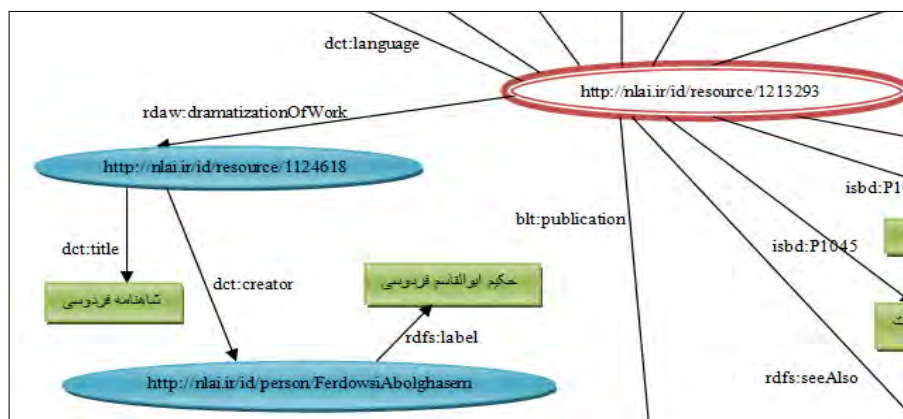 dct:language
http://nlai.ir/id/resource/1213293
rdaw:dramatizationOfWork
http://nlai.ir/id/resource/1124618
isbd:P1
blt:publication
dct:title
isbd:P1045
dct:creator
حکیم ابوالقاسم فردوسی
شاهنامه فردوسی
rdfs:label
rdfs:seeAlso
http://nlai.ir/id/person/FerdowsiAbolghasem